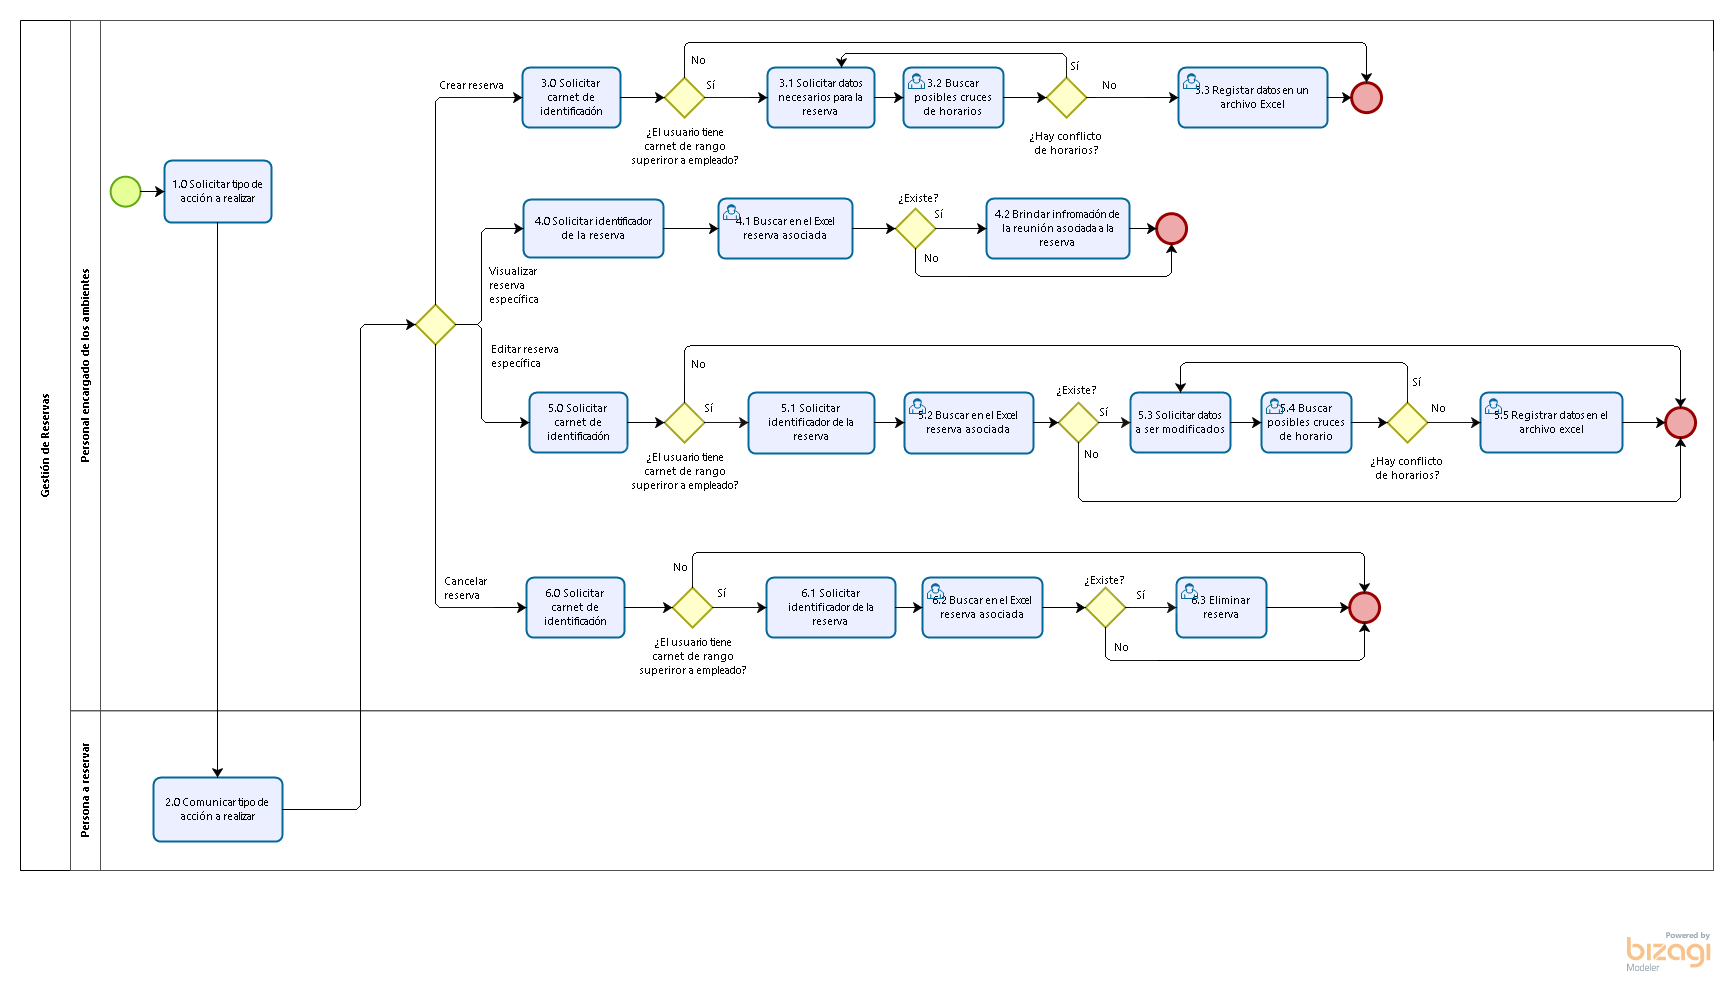 Gestión de Reservas
Personal encargado de los ambientes
Persona a reservar
1.0 Solicitar tipo de
acción a realizar
2.0 Comunicar tipo de
acción a realizar
Crear reserva
3.0 Solicitar
carnet de
identificación
No
Sí
¿El usuario tiene
carnet de rango
superiror a empleado?
3.1 Solicitar datos
necesarios para la
reserva
3.2 Buscar
posibles cruces
de horarios
Sí
No
¿Hay conflicto
de horarios?
3.3 Registar datos en un
archivo Excel
Visualizar
reserva
específica
4.0 Solicitar identificador
de la reserva
4.1 Buscar en el Excel
reserva asociada
¿Existe?
Sí
No
4.2 Brindar infromación de
la reunión asociada a la
reserva
Editar reserva
específica
5.0 Solicitar
carnet de
identificación
No
Sí
¿El usuario tiene
carnet de rango
superiror a empleado?
5.1 Solicitar
identificador de la
reserva
5.2 Buscar en el Excel
reserva asociada
¿Existe?
Sí
No
5.3 Solicitar datos
a ser modificados
5.4 Buscar
posibles cruces
de horario
Sí
No
¿Hay conflicto
de horarios?
5.5 Registrar datos en el
archivo excel
Cancelar
reserva
6.0 Solicitar
carnet de
identificación
No
Sí
¿El usuario tiene
carnet de rango
superiror a empleado?
6.1 Solicitar
identificador de la
reserva
6.2 Buscar en el Excel
reserva asociada
¿Existe?
Sí
No
6.3 Eliminar
reserva
Powered by
bizagi
Modeler